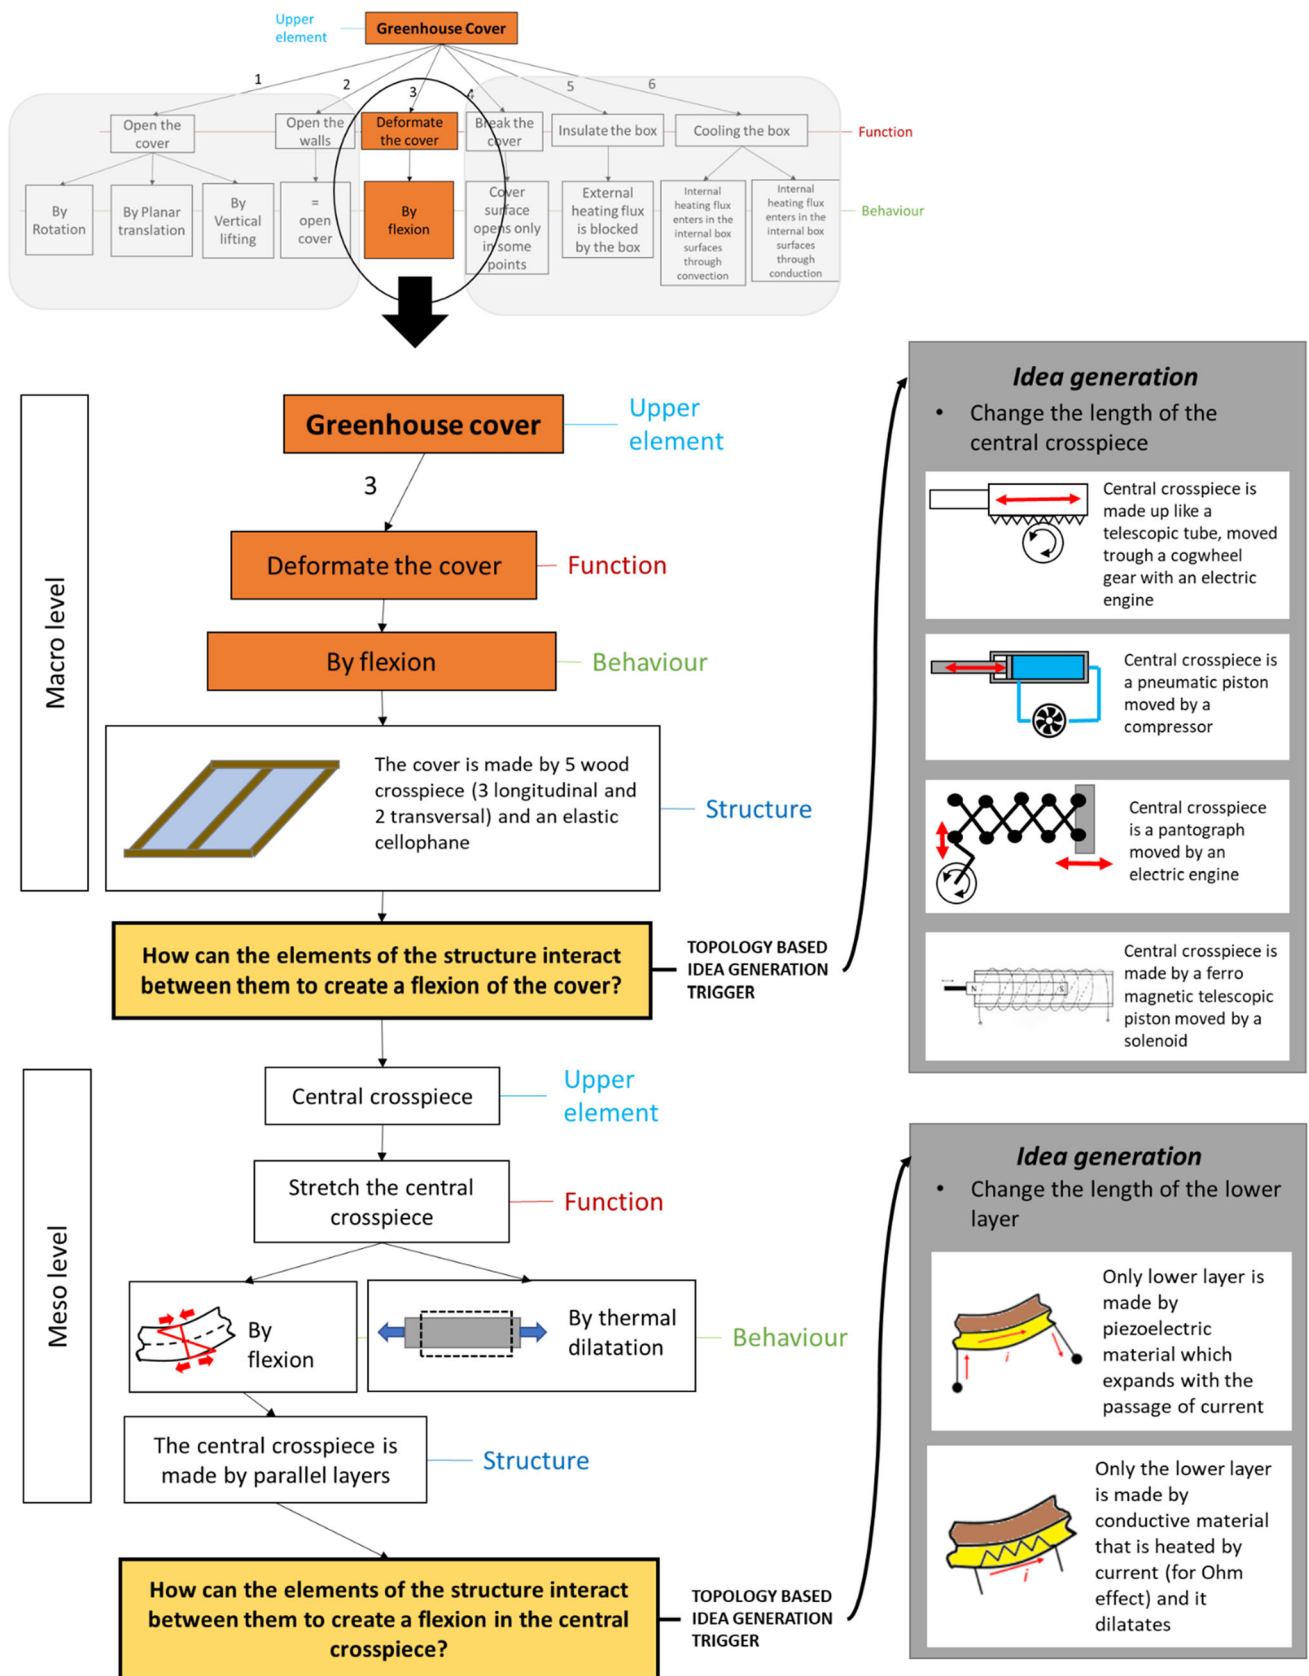 Upper
element
Greenhouse Cover
1
2
3
4
5
6
Open the
cover
Open the
walls
Deformate
the cover
Break the
cover
Insulate the box
Cooling the box
Function
By
Rotation
By Planar
translation
By
Vertical
lifting
=
open
cover
By
flexion
Cover
surface
opens only
in some
points
External
heating flux
is blocked
by the box
Internal
heating flux
enters in the
internal box
surfaces
through
convection
Internal
heating flux
enters in the
internal box
surfaces
through
conduction
Behaviour
Macro level
Greenhouse cover
Upper
element
3
Deformate the cover
Function
By flexion
Behaviour
The cover is made by 5 wood
crosspiece (3 longitudinal and
2 transversal) and an elastic
cellophane
Structure
How can the elements of the structure interact
between them to create a flexion of the cover?
TOPOLOGY BASED
IDEA GENERATION
TRIGGER
Idea generation
• Change the length of the
central crosspiece
Central crosspiece is
made up like a
telescopic tube, moved
trough a cogwheel
gear with an electric
engine
Central crosspiece is
a pneumatic piston
moved by a
compressor
Central crosspiece
is a pantograph
moved by an
electric engine
Central crosspiece is
made by a ferro
magnetic telescopic
piston moved by a
solenoid
N
S
Meso level
Central crosspiece
Upper
element
Stretch the central
crosspiece
Function
By
flexion
By thermal
dilatation
Behaviour
The central crosspiece is
made by parallel layers
Structure
How can the elements of the structure interact
between them to create a flexion in the central
crosspiece?
TOPOLOGY BASED
IDEA GENERATION
TRIGGER
Idea generation
• Change the length of the lower
layer
Only lower layer is
made by
piezoelectric
material which
expands with the
passage of current
i
Only the lower layer
is made by
conductive material
that is heated by
current (for Ohm
effect) and it
dilatates
i